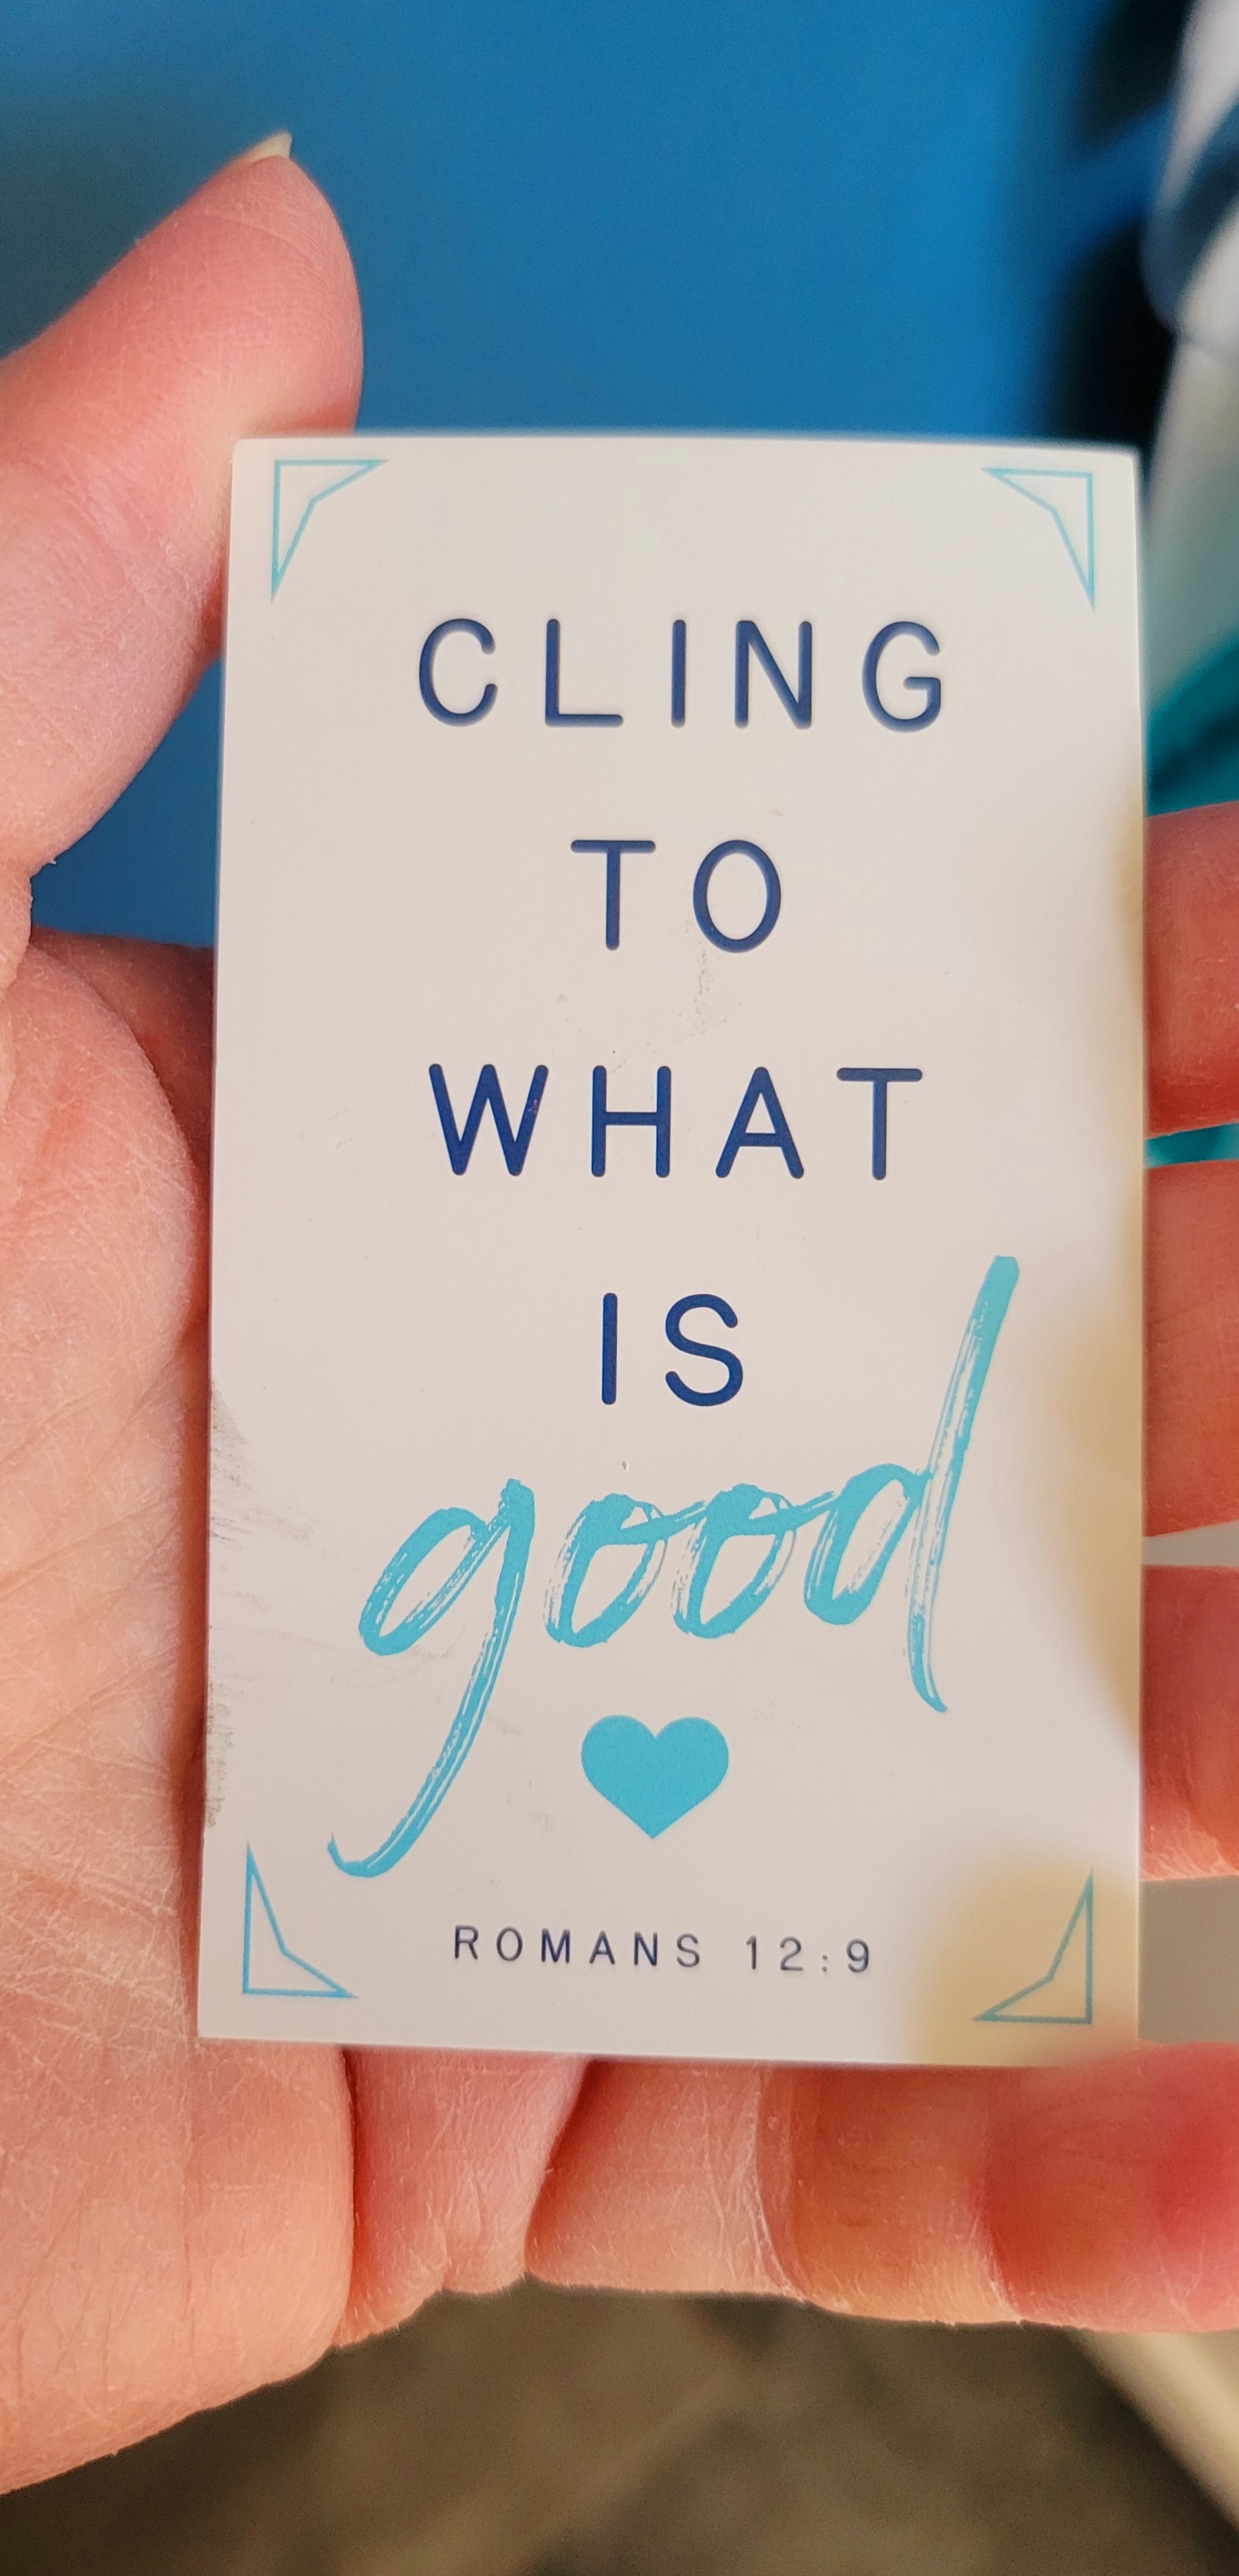 CLING
TO
WHAT
IS
good
ROMANS 12:9